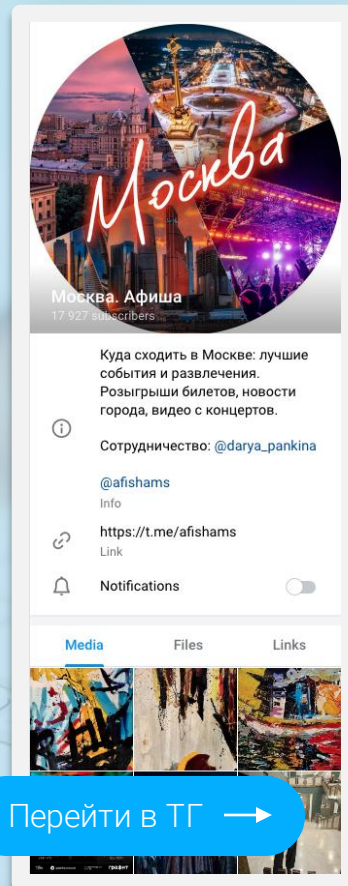 Москва
Москва. Афиша
17 927 subscribers
Куда сходить в Москве: лучшие
события и развлечения.
Розыгрыши билетов, новости
города, видео с концертов.
Сотрудничество: @darya_pankina
@afishams
Info
https://t.me/afishams
Link
Notifications
Media
Files
Links
Перейти в ТГ